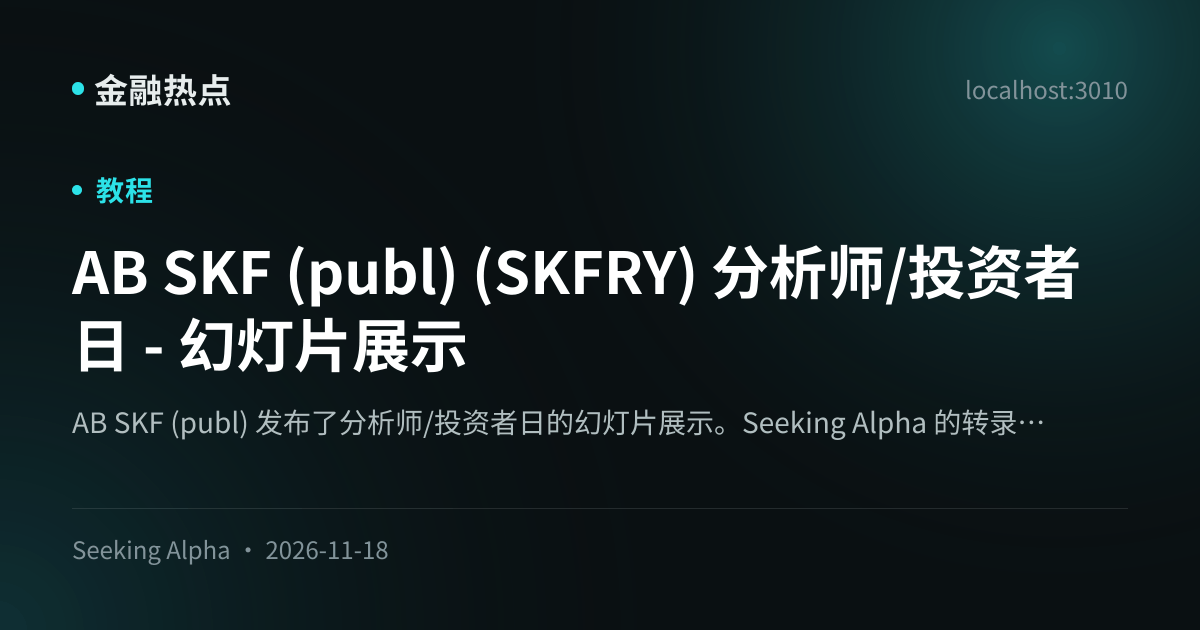 金融热点
localhost:3010
教程
AB SKF (publ) (SKFRY) 分析师/投资者
日 - 幻灯片展示
AB SKF (publ) 发布了分析师/投资者日的幻灯片展示。Seeking Alpha 的转录…
Seeking Alpha · 2026-11-18